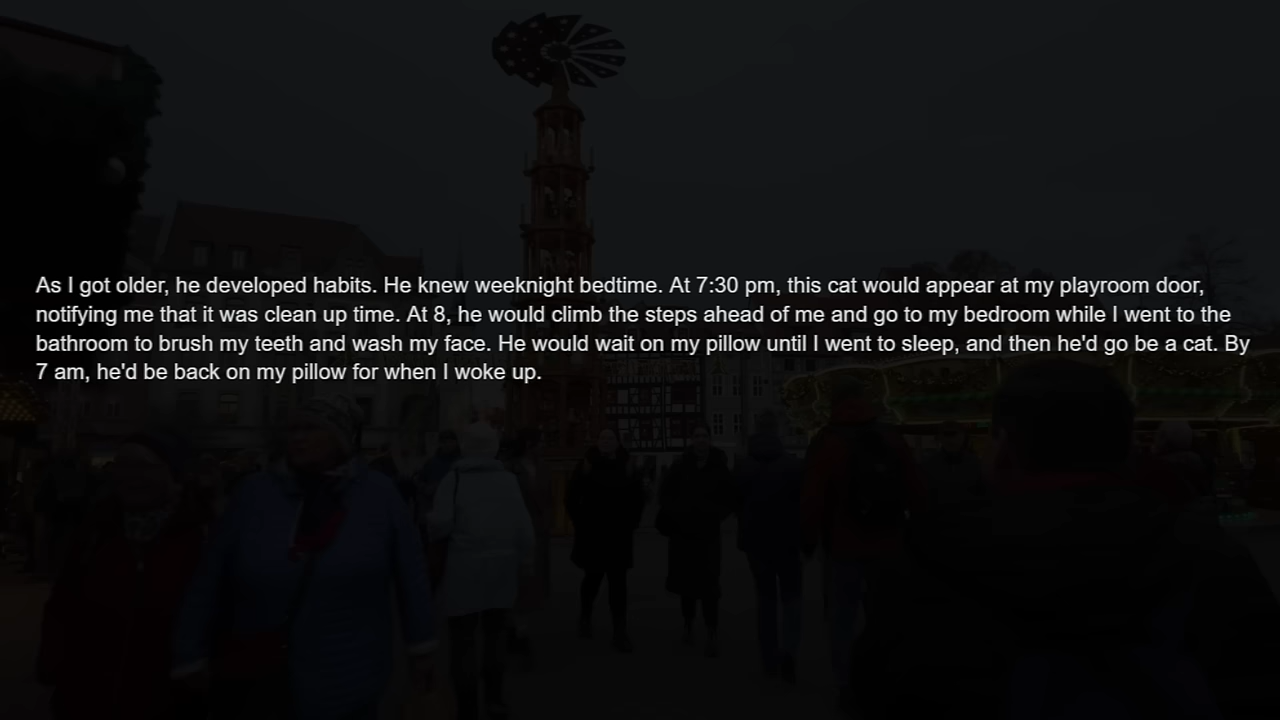 As I got older, he developed habits. He knew weeknight bedtime. At 7:30 pm, this cat would appear at my playroom door,
notifying me that it was clean up time. At 8, he would climb the steps ahead of me and go to my bedroom while I went to the
bathroom to brush my teeth and wash my face. He would wait on my pillow until I went to sleep, and then he'd go be a cat. By
7 am, he'd be back on my pillow for when I woke up.